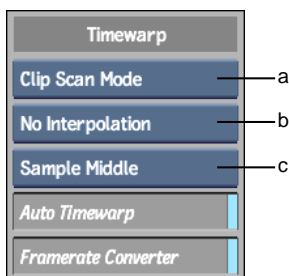 Timewarp
Clip Scan Mode
a
No Interpolation
b
Sample Middle
c
Auto Timewarp
Framerate Converter